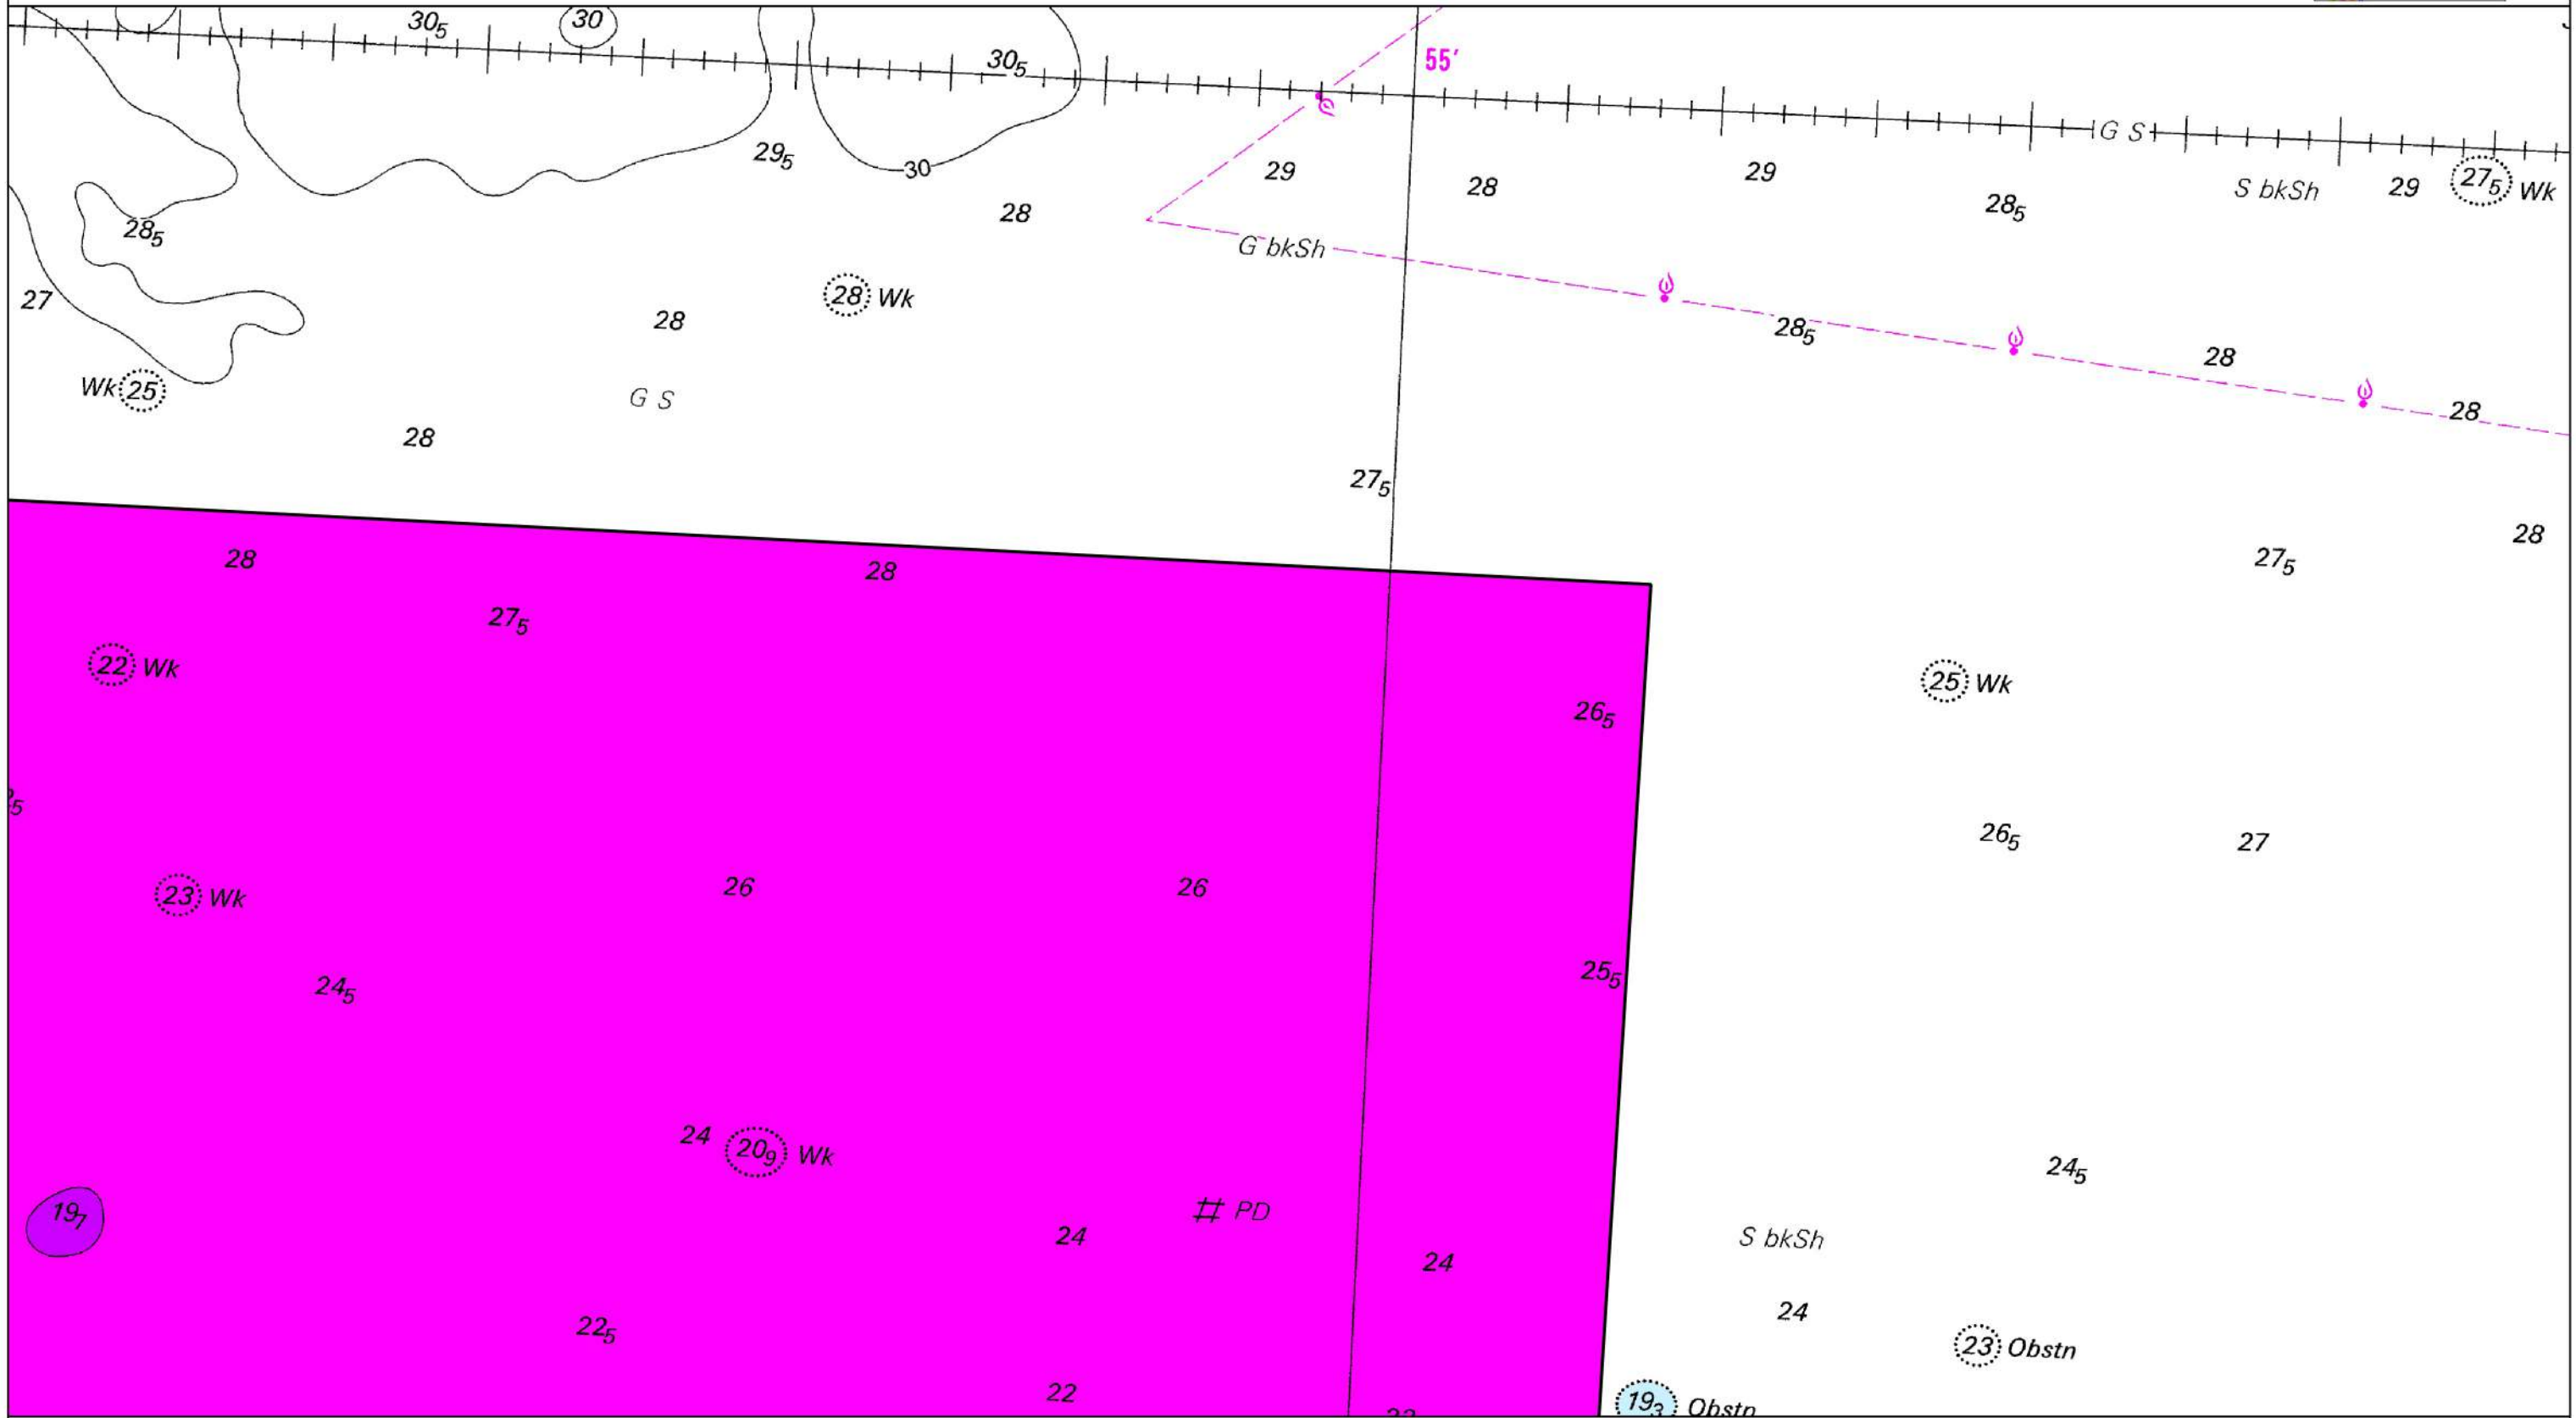 30₅
30
30₅
55′
G S
29₅
30
29
28
29
28₅
S bkSh
29
27₅ Wk
28
28₅
G bkSh
27
28 Wk
28
28₅
28
28
Wk 25
G S
28
27₅
28
27₅
28
28
27₅
22 Wk
25 Wk
26₅
26₅
27
23 Wk
26
26
24₅
25₅
24
20₉ Wk
24₅
19₇
# PD
24
24
S bkSh
22₅
24
23 Obstn
22
19₃ Obstn